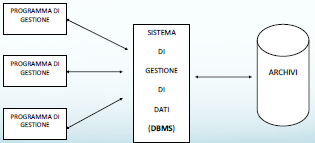 PROGRAMMA DI
GESTIONE
PROGRAMMA DI
GESTIONE
PROGRAMMA DI
GESTIONE
SISTEMA
DI
GESTIONE
DI
DATI
(DBMS)
ARCHIVI